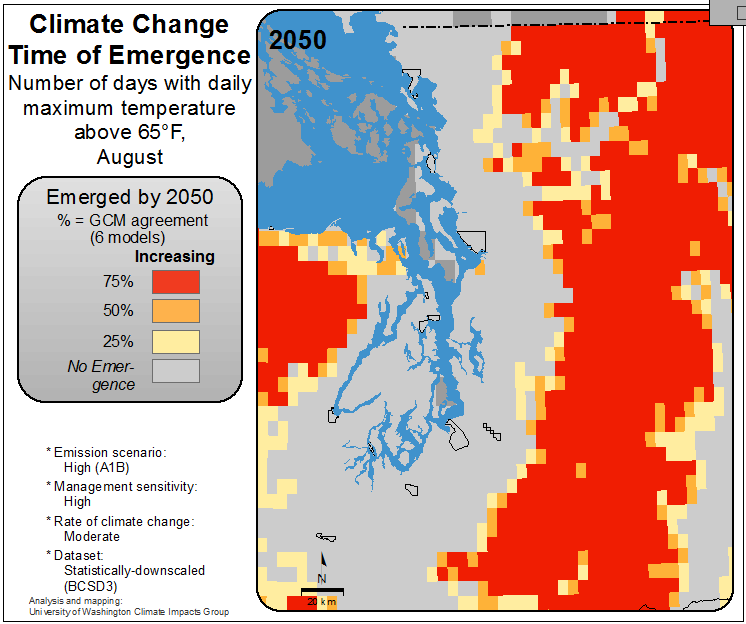 Climate Change
Time of Emergence
Number of days with daily
maximum temperature
above 65°F,
August
Emerged by 2050
% = GCM agreement
(6 models)
Increasing
75%
50%
25%
No Emer-
gence
* Emission scenario:
High (A1B)
* Management sensitivity:
High
* Rate of climate change:
Moderate
* Dataset:
Statistically-downscaled
(BCSD3)
Analysis and mapping:
University of Washington Climate Impacts Group
2050
N
20 km